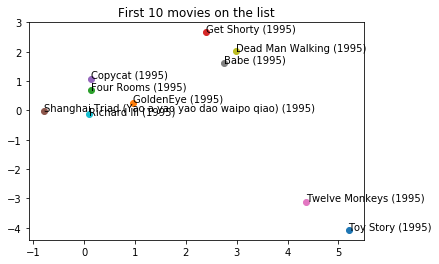 First 10 movies on the list
3
2
1
0
−1
−2
−3
−4
Get Shorty (1995)
Dead Man Walking (1995)
Babe (1995)
Copycat (1995)
Four Rooms (1995)
GoldenEye (1995)
Shanghai Triad (Yao a yao yao dao waipo qiao) (1995)
Richard III (1995)
Twelve Monkeys (1995)
Toy Story (1995)
−1 0 1 2 3 4 5